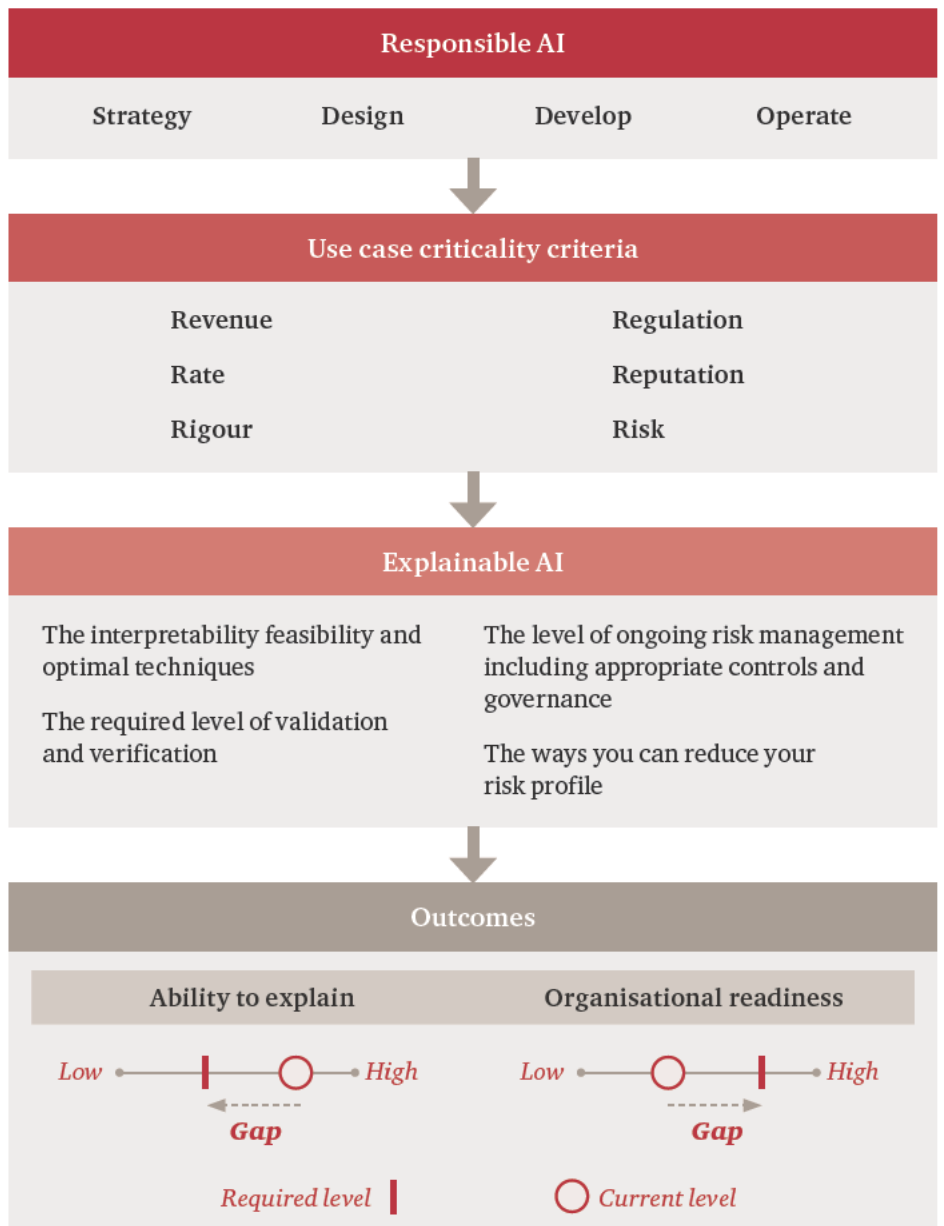 Responsible AI
Strategy Design Develop Operate
Use case criticality criteria
Revenue
Rate
Rigour
Regulation
Reputation
Risk
Explainable AI
The interpretability feasibility and
optimal techniques
The required level of validation
and verification
The level of ongoing risk management
including appropriate controls and
governance
The ways you can reduce your
risk profile
Outcomes
Ability to explain
Low High
Gap
Organisational readiness
Low High
Gap
Required level
Current level